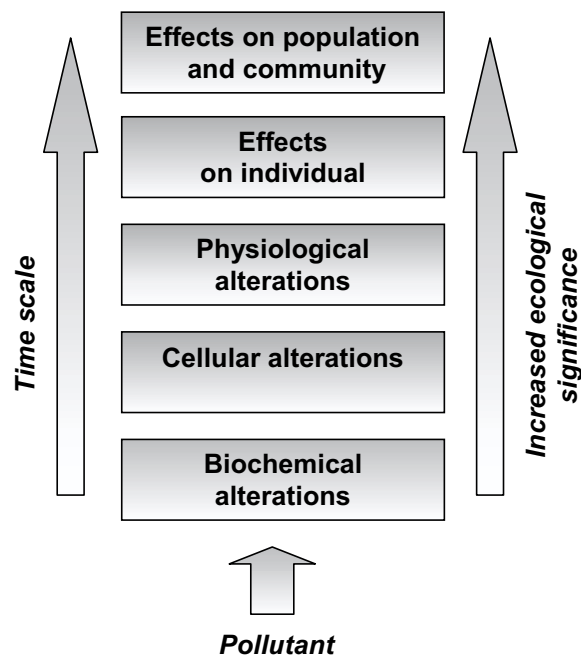 Effects on population
and community
Effects
on individual
Physiological
alterations
Cellular alterations
Biochemical
alterations
Time scale
Increased ecological
significance
Pollutant